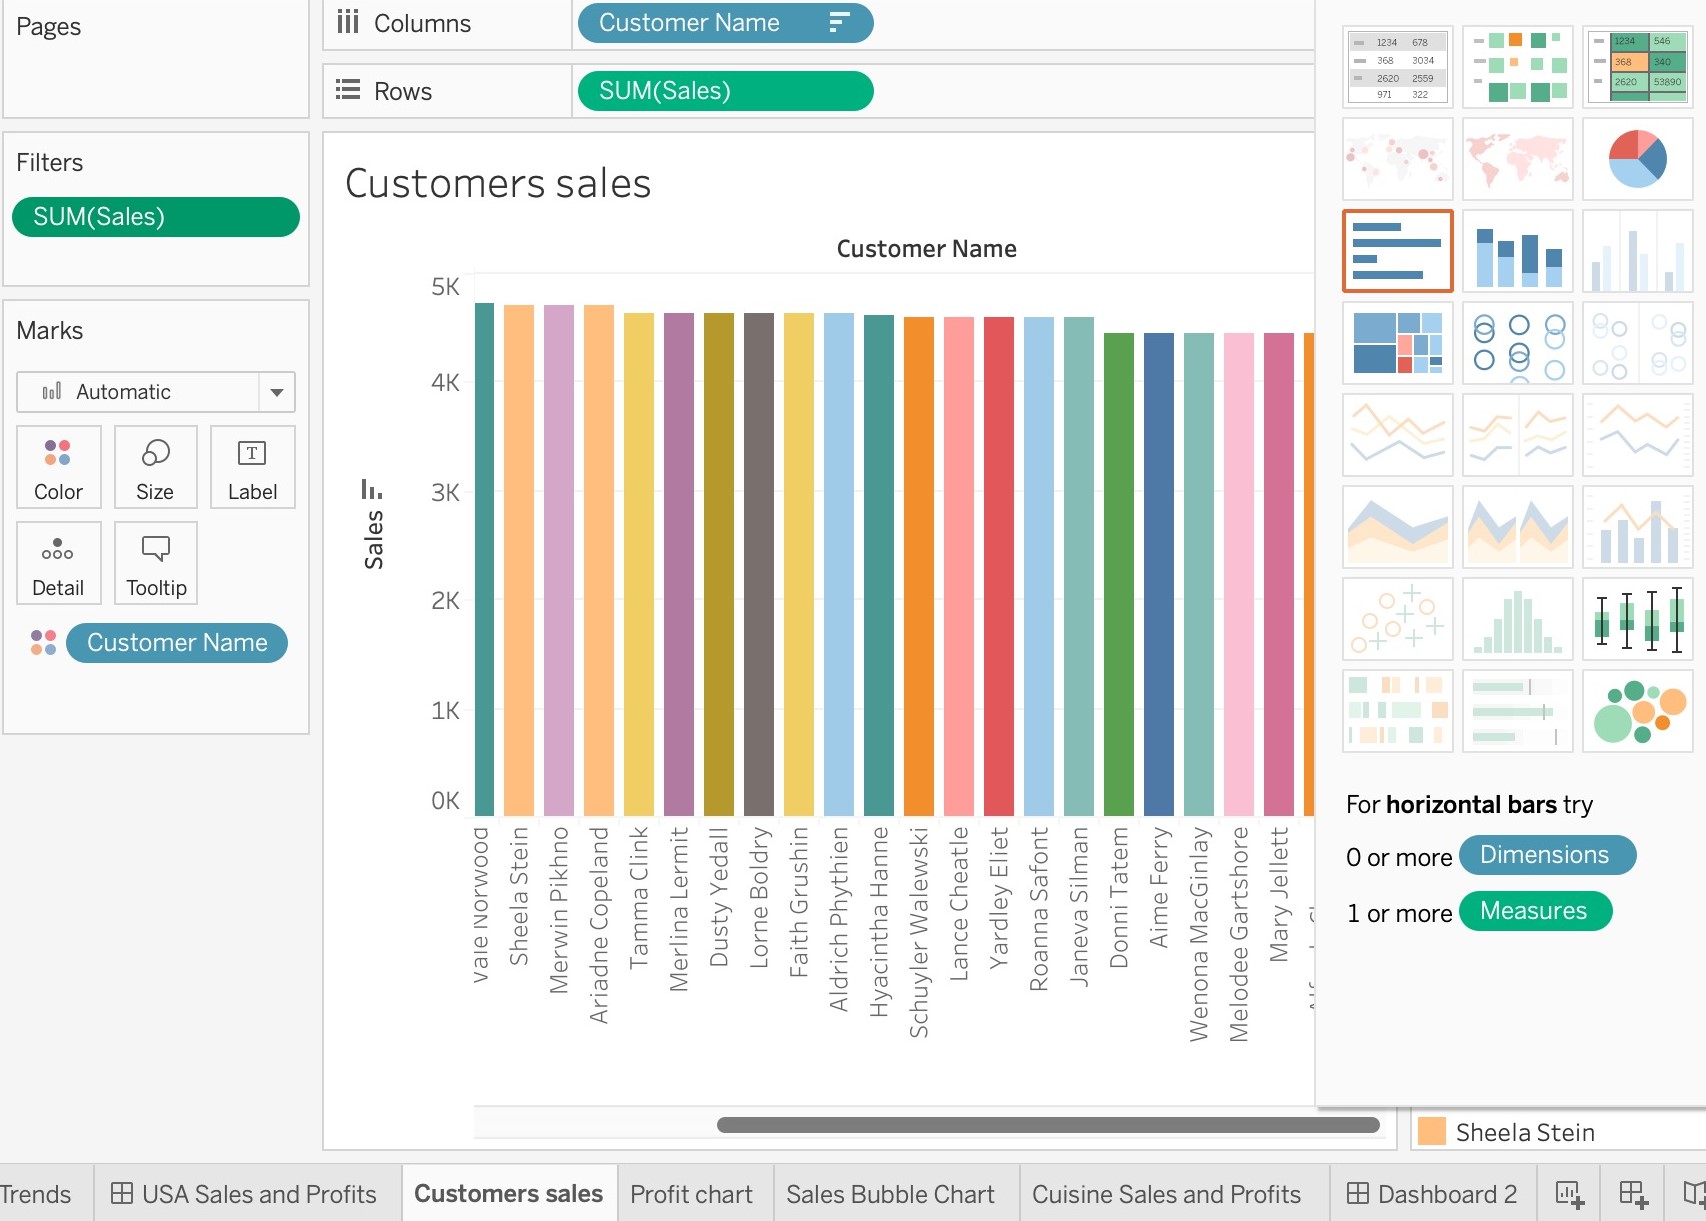 Pages
Columns
Customer Name
Rows
SUM(Sales)
Filters
SUM(Sales)
Marks
Automatic
Color
Size
Label
Detail
Tooltip
Customer Name
Customers sales
Customer Name
Sales
5K
4K
3K
2K
1K
0K
Vale Norwood
Sheela Stein
Merwin Pikhno
Ariadne Copeland
Tamma Clink
Merlina Lermit
Dusty Yedall
Lorne Boldry
Faith Grushin
Aldrich Phythien
Hyacintha Hanne
Schuyler Walewski
Lance Cheatle
Yardley Eliet
Roanna Safont
Janeva Silman
Donni Tatem
Aime Ferry
Wenona MacGinlay
Melodee Gartshore
Mary Jellett
1234 678
368 3034
2620 2559
971 322
1234 546
368 340
2620 53890
For horizontal bars try
0 or more Dimensions
1 or more Measures
Sheela Stein
Trends
USA Sales and Profits
Customers sales
Profit chart
Sales Bubble Chart
Cuisine Sales and Profits
Dashboard 2